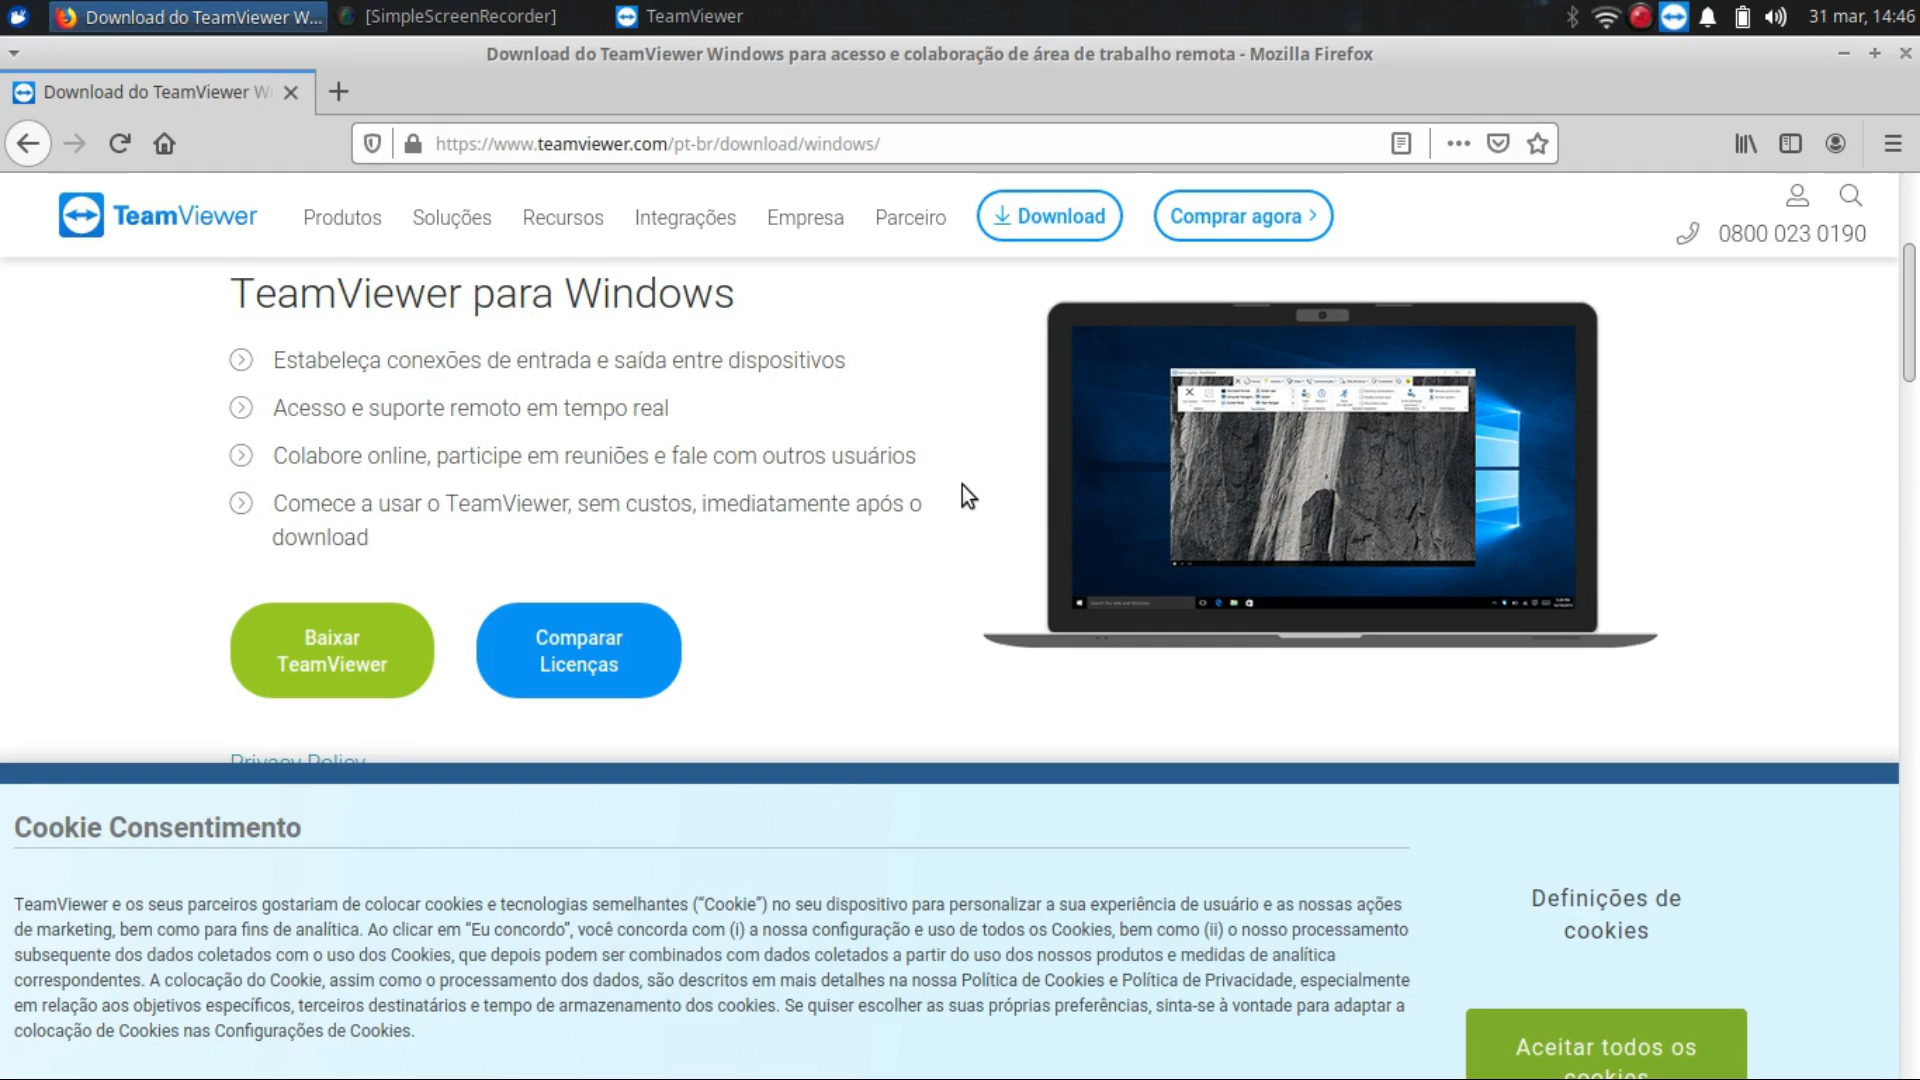 Download do TeamViewer W...
[SimpleScreenRecorder]
TeamViewer
31 mar, 14:46
Download do TeamViewer Windows para acesso e colaboração de área de trabalho remota - Mozilla Firefox
Download do TeamViewer Wi
https://www.teamviewer.com/pt-br/download/windows/
TeamViewer
Produtos
Soluções
Recursos
Integrações
Empresa
Parceiro
Download
Comprar agora
0800 023 0190
TeamViewer para Windows
Estabeleça conexões de entrada e saída entre dispositivos
Acesso e suporte remoto em tempo real
Colabore online, participe em reuniões e fale com outros usuários
Comece a usar o TeamViewer, sem custos, imediatamente após o
download
Baixar
TeamViewer
Comparar
Licenças
Privacy Policy
Cookie Consentimento
TeamViewer e os seus parceiros gostariam de colocar cookies e tecnologias semelhantes (“Cookie”) no seu dispositivo para personalizar a sua experiência de usuário e as nossas ações
de marketing, bem como para fins de analítica. Ao clicar em “Eu concordo”, você concorda com (i) a nossa configuração e uso de todos os Cookies, bem como (ii) o nosso processamento
subsequente dos dados coletados com o uso dos Cookies, que depois podem ser combinados com dados coletados a partir do uso dos nossos produtos e medidas de analítica
correspondentes. A colocação do Cookie, assim como o processamento dos dados, são descritos em mais detalhes na nossa Política de Cookies e Política de Privacidade, especialmente
em relação aos objetivos específicos, terceiros destinatários e tempo de armazenamento dos cookies. Se quiser escolher as suas próprias preferências, sinta-se à vontade para adaptar a
colocação de Cookies nas Configurações de Cookies.
Definições de
cookies
Aceitar todos os
cookies